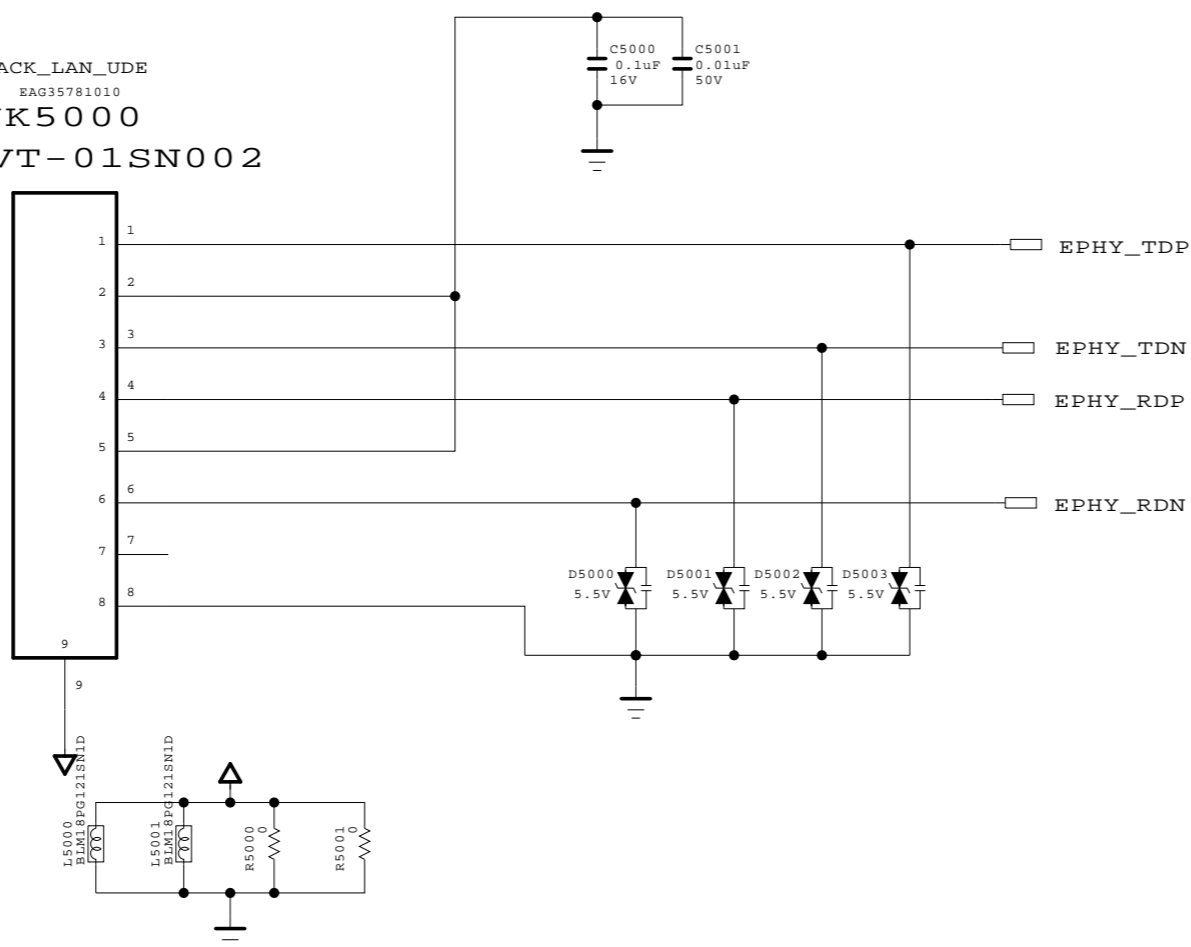 C5000
0.1uF
16V
C5001
0.01uF
50V
ACK_LAN_UDE
EAG35781010
K5000
VT-01SN002
1 1
EPHY_TDP
2 2
3 3
EPHY_TDN
4 4
EPHY_RDP
5 5
6 6
EPHY_RDN
7 7
8 8
D5000
5.5V
D5001
5.5V
D5002
5.5V
D5003
5.5V
9
9
L5000
BLM18PG121SN1D
L5001
BLM18PG121SN1D
R5000
0
R5001
0